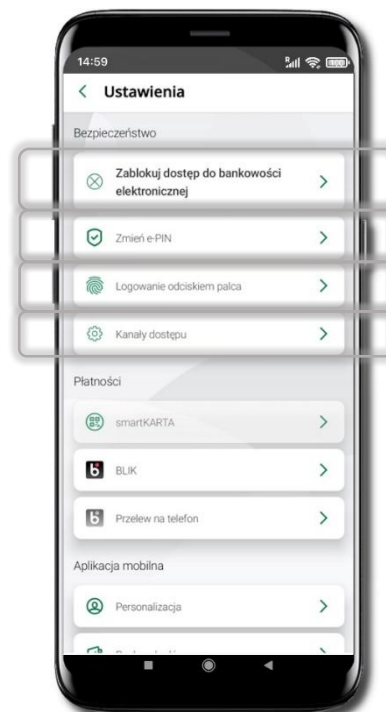 14:59
Ustawienia
Bezpieczeństwo
Zablokuj dostęp do bankowości
elektronicznej
Zmień e-PIN
Logowanie odciskiem palca
Kanały dostępu
Płatności
smartKARTA
BLIK
Przelew na telefon
Aplikacja mobilna
Personalizacja